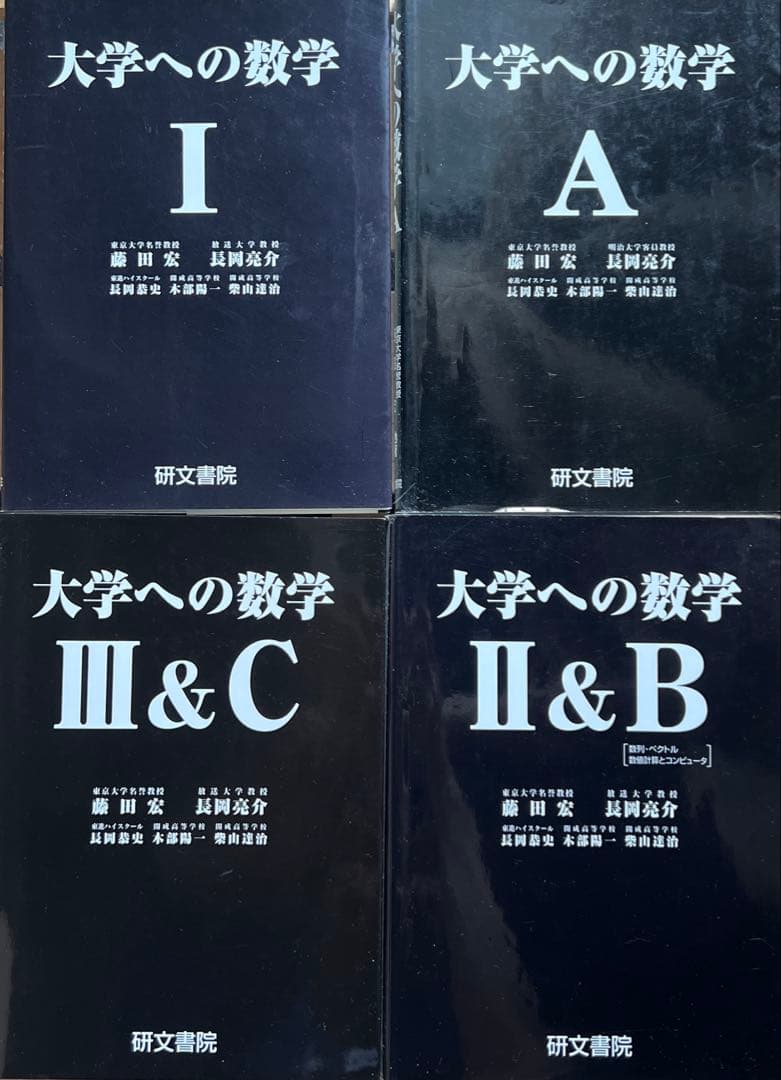 大学への数学
I
東京大学名誉教授 放送大学教授
藤田宏 長岡亮介
東進ハイスクール 開成高等学校 開成高等学校
長岡恭史 木部陽一 柴山達治
研文書院
大学への数学
A
東京大学名誉教授 明治大学客員教授
藤田宏 長岡亮介
東進ハイスクール 開成高等学校 開成高等学校
長岡恭史 木部陽一 柴山達治
研文書院
大学への数学
III&C
東京大学名誉教授 放送大学教授
藤田宏 長岡亮介
東進ハイスクール 開成高等学校 開成高等学校
長岡恭史 木部陽一 柴山達治
研文書院
大学への数学
II&B
数列・ベクトル
数値計算とコンピュータ
東京大学名誉教授 放送大学教授
藤田宏 長岡亮介
東進ハイスクール 開成高等学校 開成高等学校
長岡恭史 木部陽一 柴山達治
研文書院